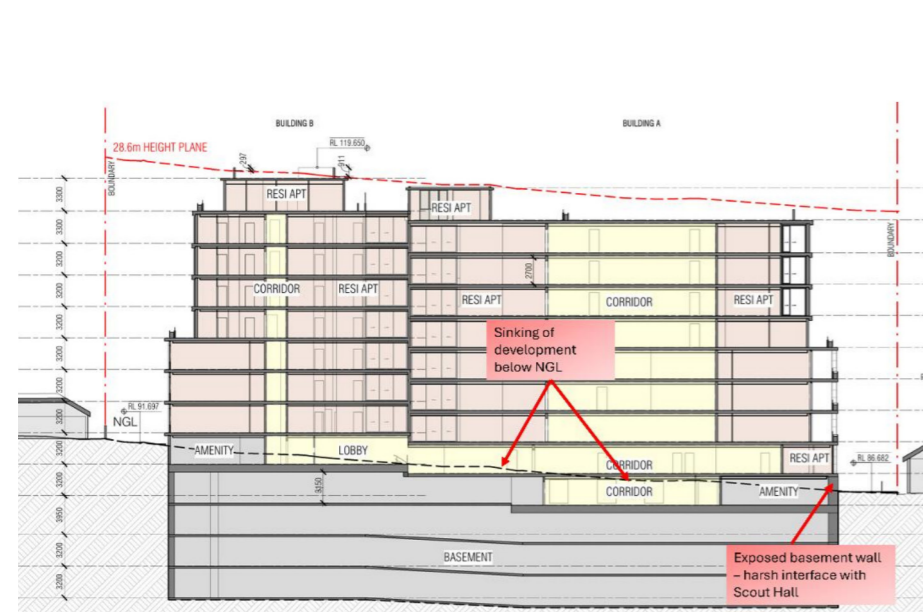 BUILDING B
BUILDING A
28.6m HEIGHT PLANE
RL 119.650
297
911
BOUNDARY
BOUNDARY
RESI APT
RESI APT
3300
3300
3200
3200
3200
3200
3200
3200
3200
3950
3200
3200
2700
CORRIDOR
RESI APT
RESI APT
CORRIDOR
RESI APT
Sinking of
development
below NGL
RL 91.697
NGL
AMENITY
LOBBY
CORRIDOR
RESI APT
RL 86.682
CORRIDOR
AMENITY
BASEMENT
Exposed basement wall
– harsh interface with
Scout Hall